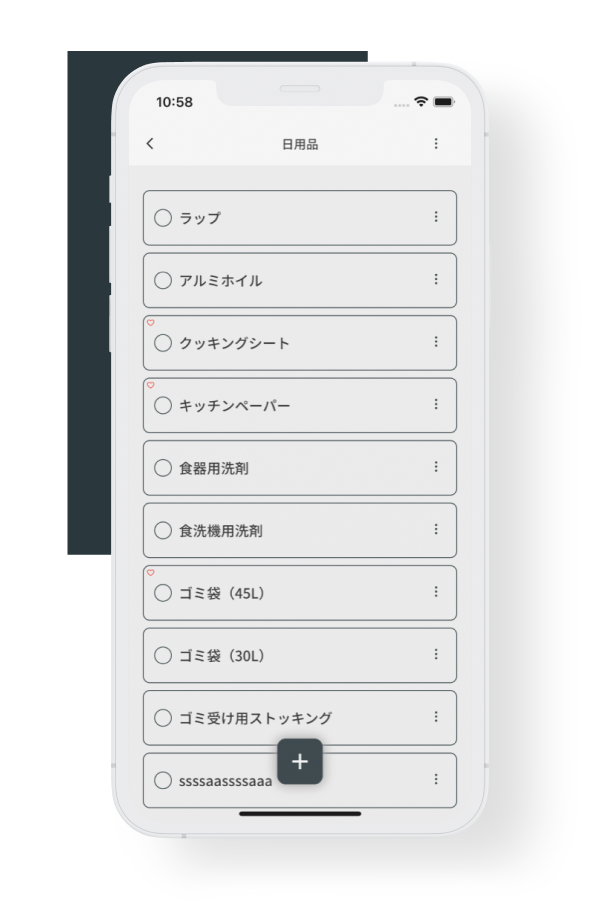 10:58
日用品
ラップ
アルミホイル
クッキングシート
キッチンペーパー
食器用洗剤
食洗機用洗剤
ゴミ袋（45L）
ゴミ袋（30L）
ゴミ受け用ストッキング
ssssaassssaaa